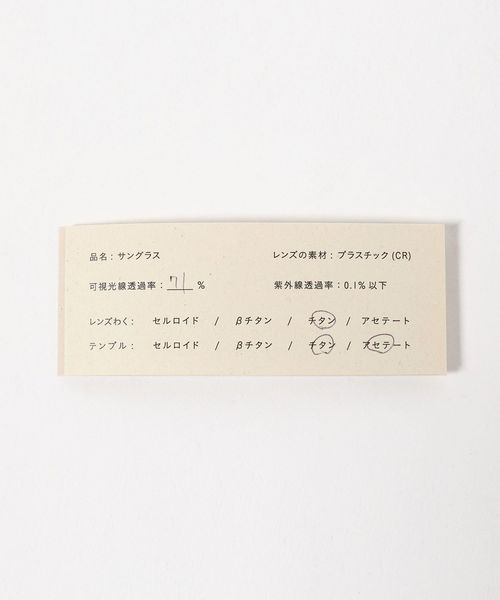 品名：サングラス　レンズの素材：プラスチック (CR)
可視光線透過率：71 %　紫外線透過率：0.1% 以下
レンズわく：　セルロイド　/　βチタン　/　チタン　/　アセテート
テンプル：　セルロイド　/　βチタン　/　チタン　/　アセテート